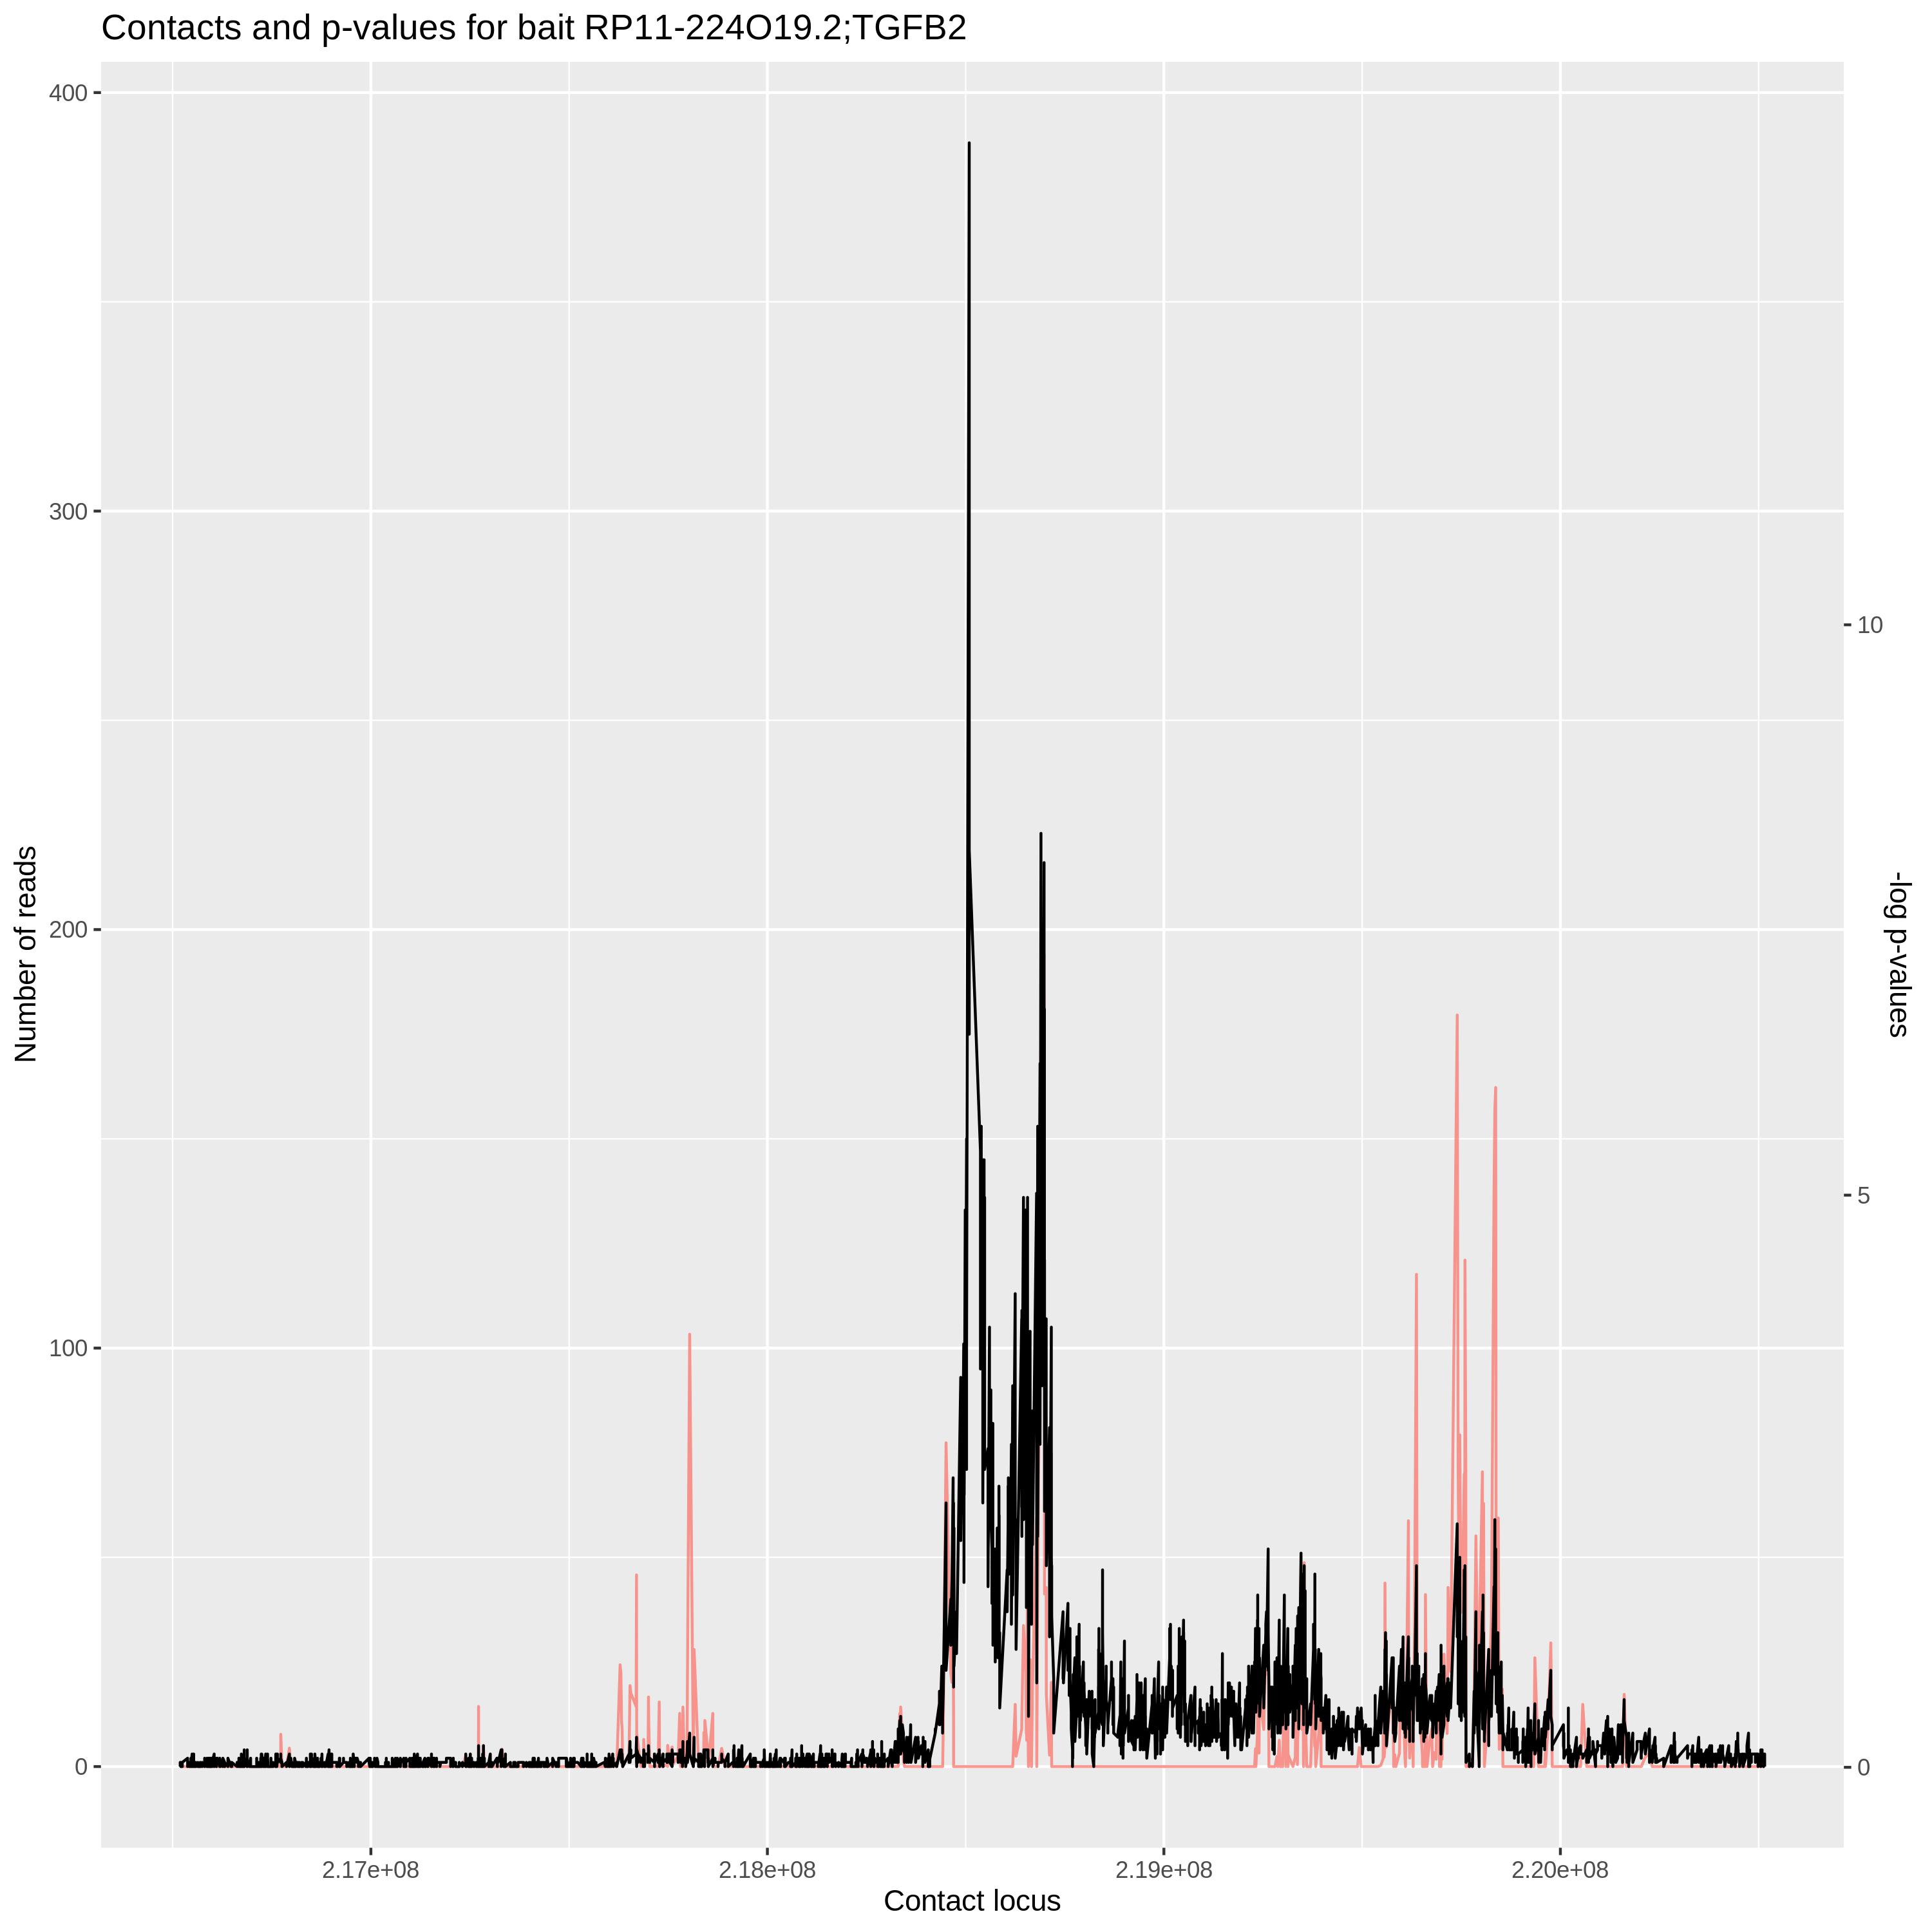 Contacts and p-values for bait RP11-224O19.2;TGFB2
400
300
200
100
0
Number of reads
10
5
0
-log p-values
2.17e+08
2.18e+08
2.19e+08
2.20e+08
Contact locus